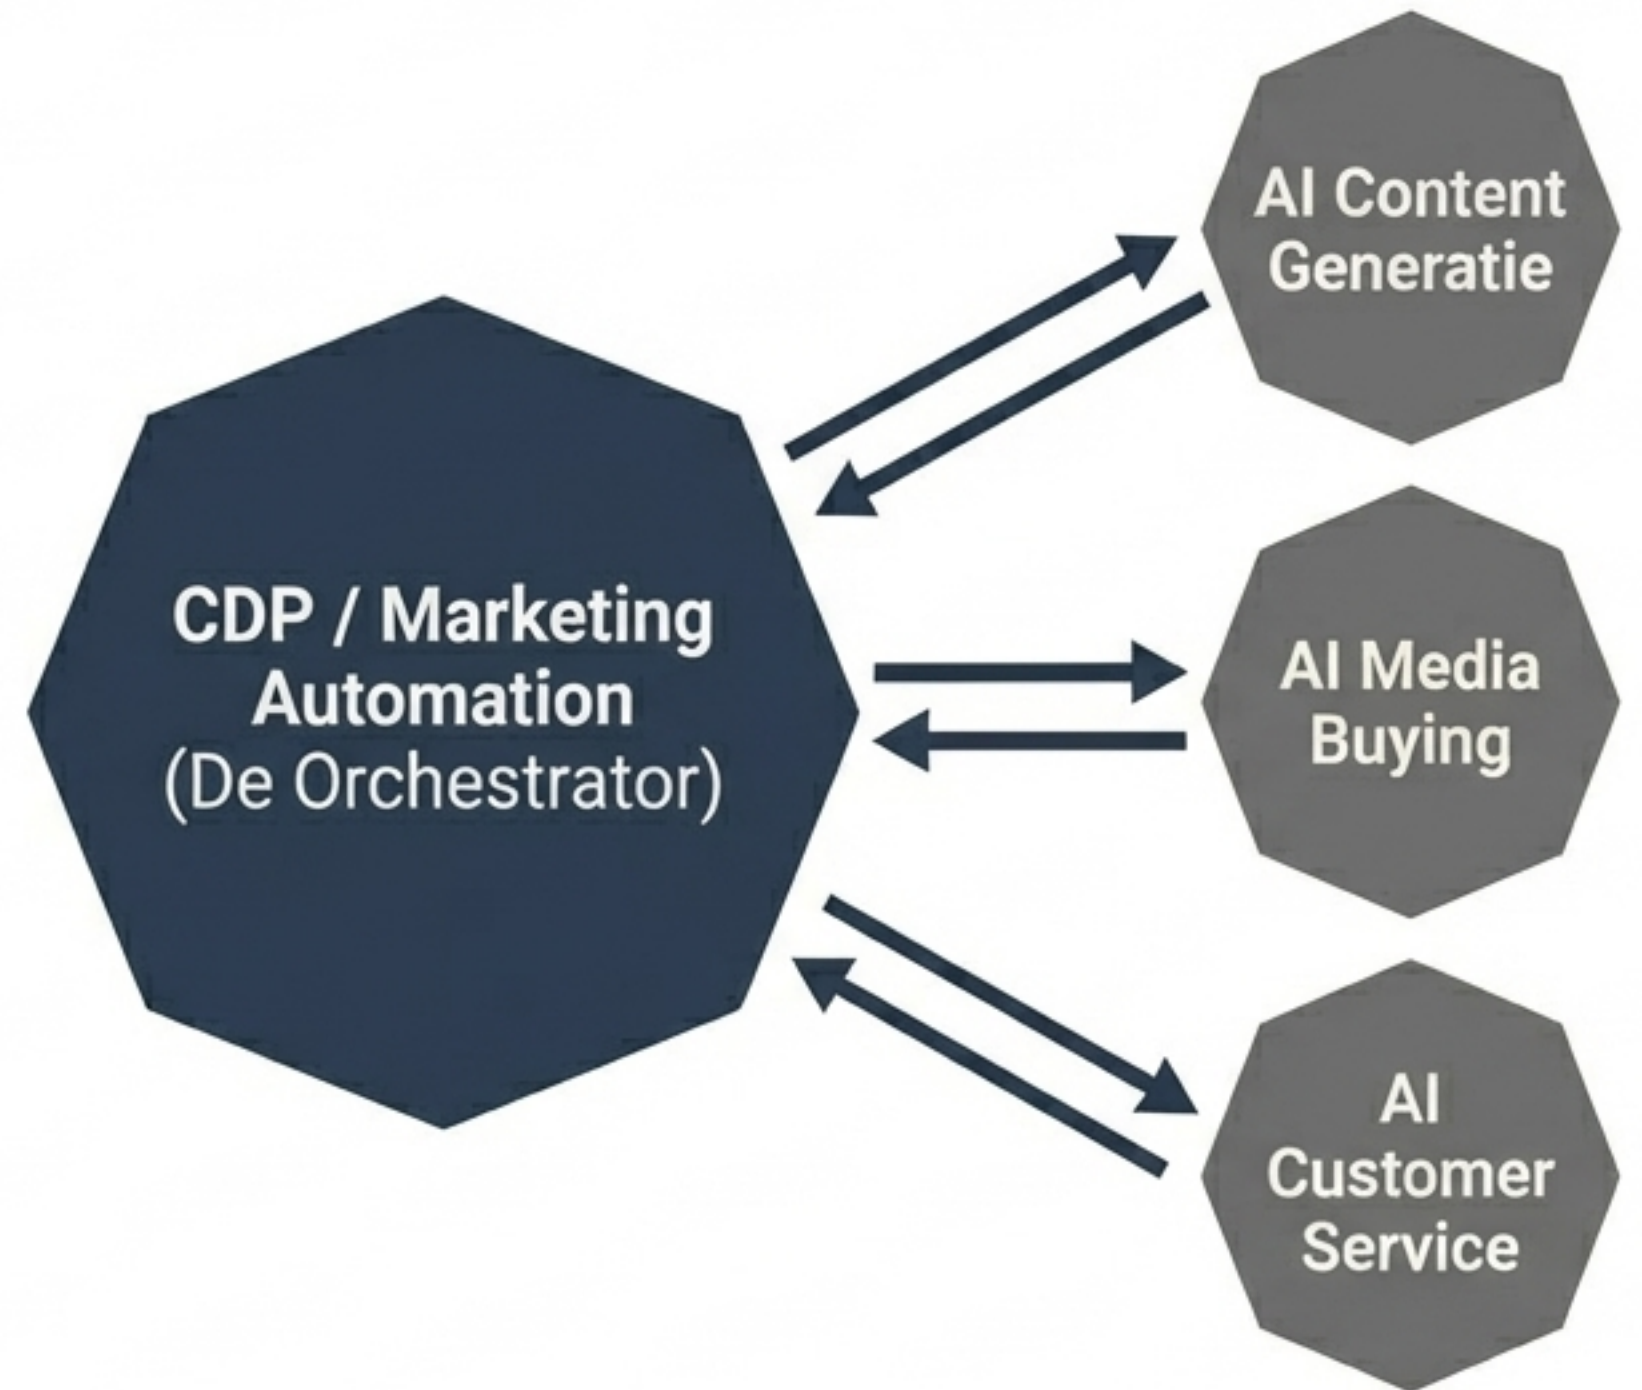 CDP / Marketing
Automation
(De Orchestrator)
AI Content
Generatie
AI Media
Buying
AI
Customer
Service